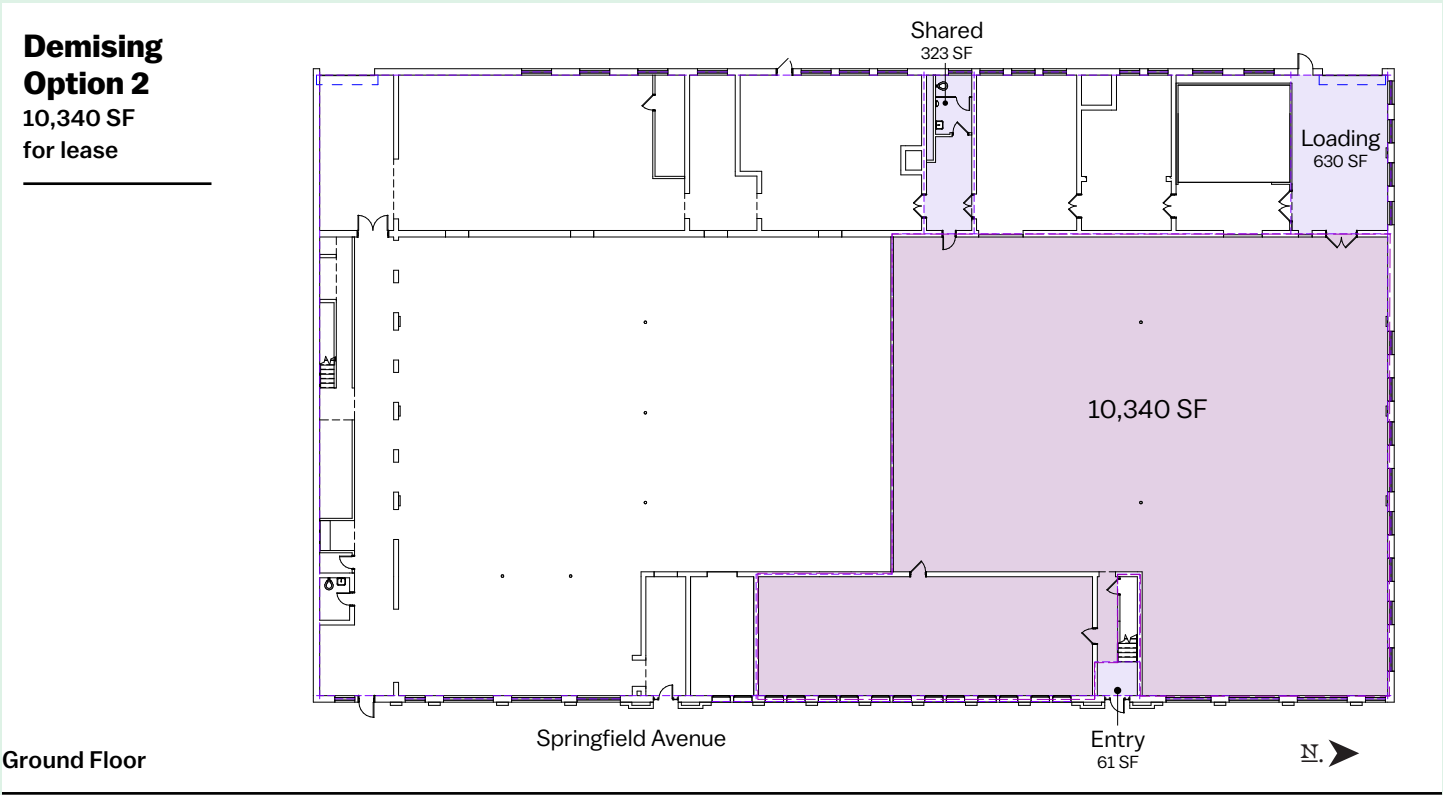 Demising
Option 2
10,340 SF
for lease
Shared
323 SF
Loading
630 SF
10,340 SF
Springfield Avenue
Entry
61 SF
N.
Ground Floor